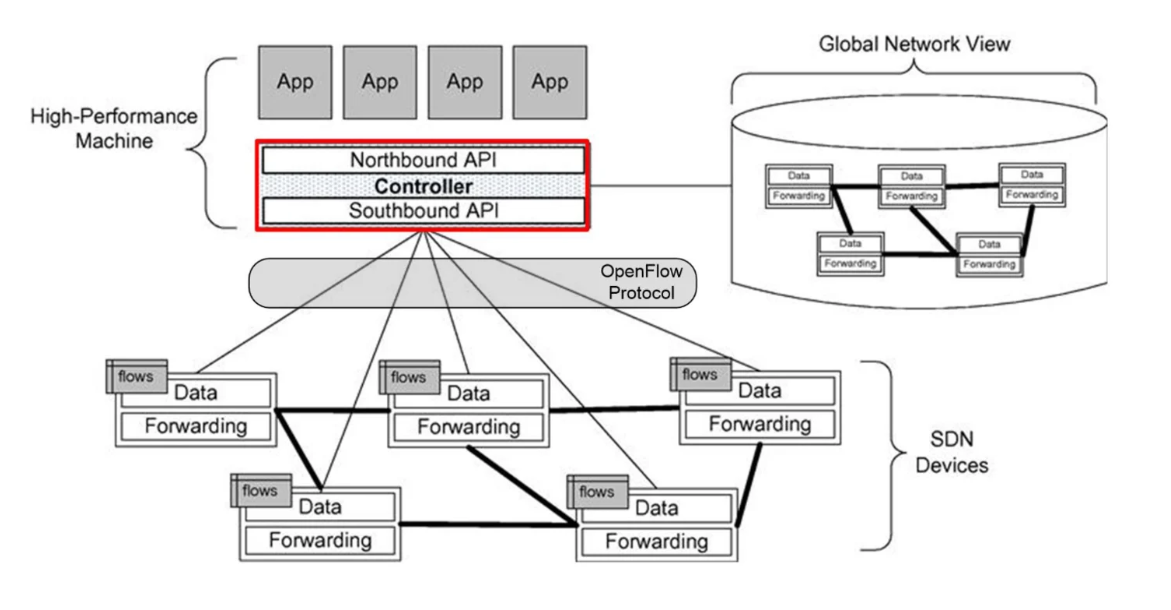 Global Network View
High-Performance
Machine
App
App
App
App
Northbound API
Controller
Southbound API
Data
Forwarding
Data
Forwarding
Data
Forwarding
Data
Forwarding
Data
Forwarding
OpenFlow
Protocol
flows
Data
Forwarding
flows
Data
Forwarding
flows
Data
Forwarding
flows
Data
Forwarding
flows
Data
Forwarding
SDN
Devices